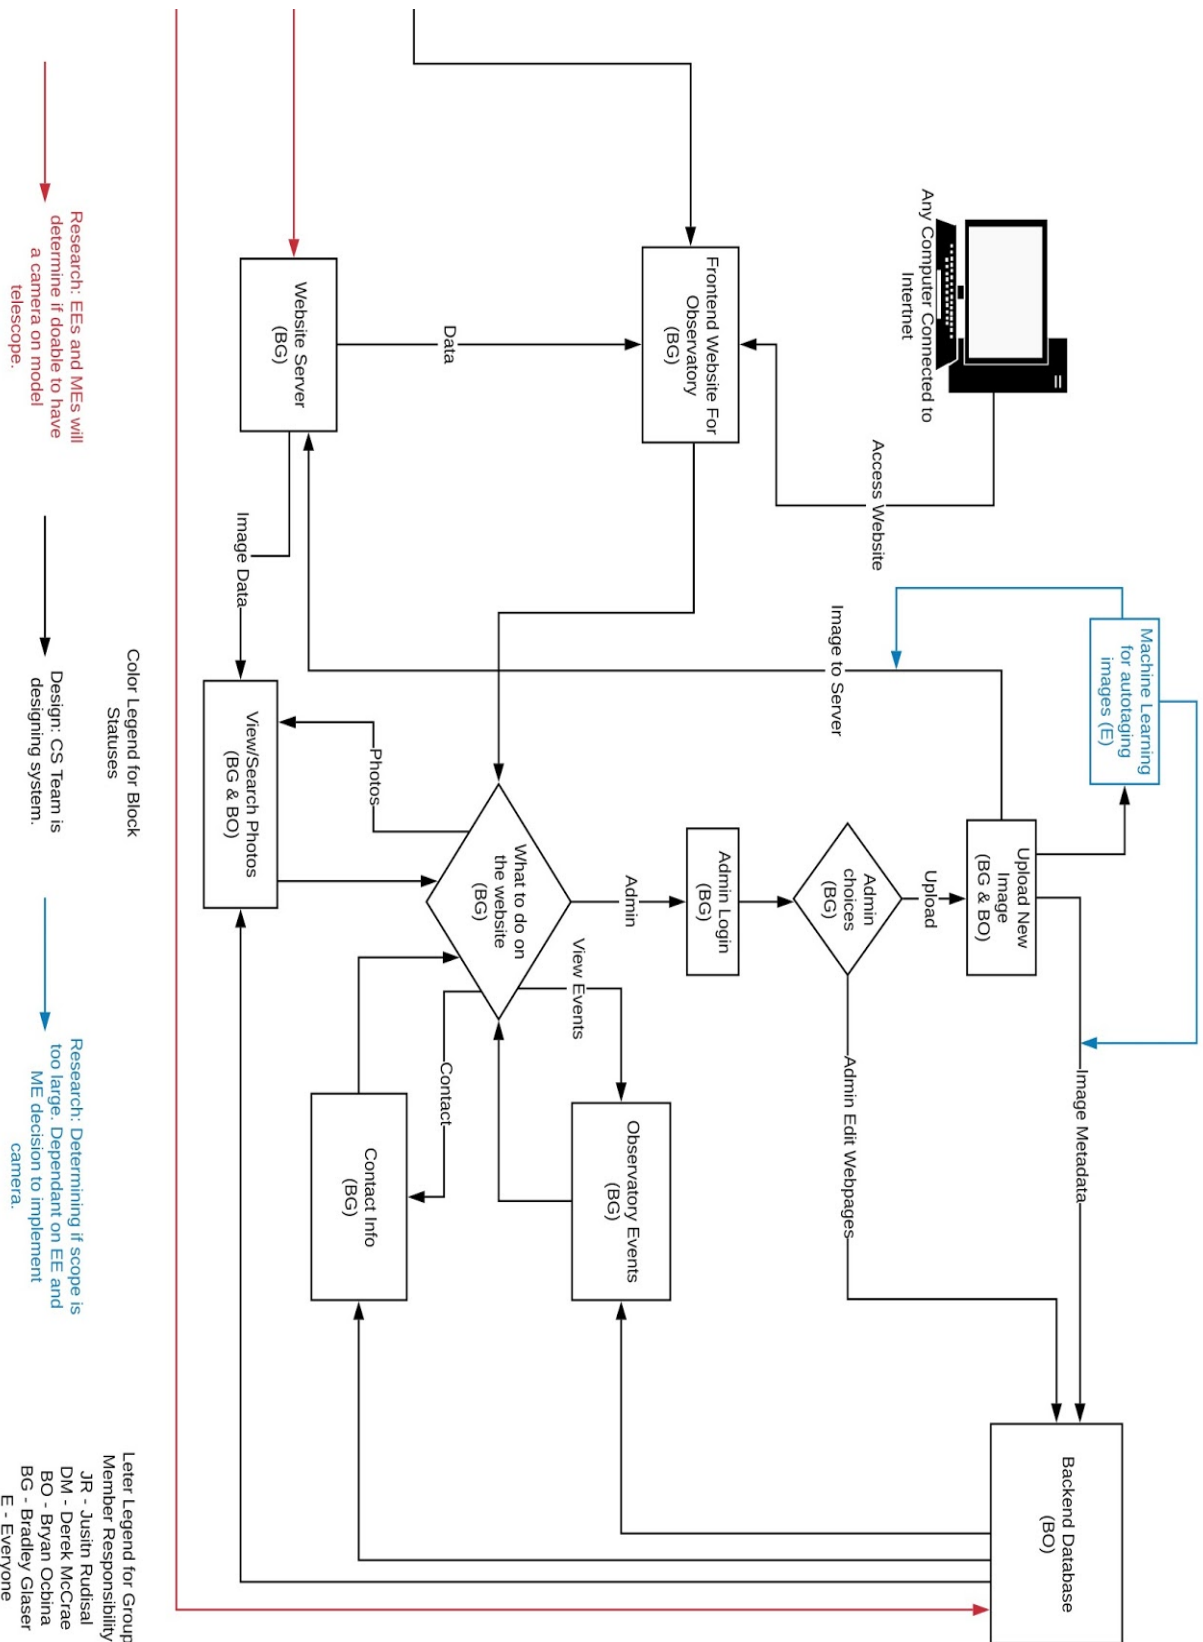 Any Computer Connected to
Internet
Access Website
Machine Learning
for autotaging
images (E)
Frontend Website For
Observatory
(BG)
Data
Website Server
(BG)
Image Data
Image to Server
Upload New
Image
(BG & BO)
Upload
Admin
choices
(BG)
Admin Login
(BG)
Admin
What to do on
the website
(BG)
Photos
View/Search Photos
(BG & BO)
View Events
Contact
Image Metadata
Admin Edit Webpages
Observatory Events
(BG)
Contact Info
(BG)
Backend Database
(BO)
Color Legend for Block
Statuses
Research: EEs and MEs will
determine if doable to have
a camera on model
telescope.
Design: CS Team is
designing system.
Research: Determining if scope is
too large. Dependant on EE and
ME decision to implement
camera.
Leter Legend for Group
Member Responsibility
JR - Jusitn Rudisal
DM - Derek McCrae
BO - Bryan Ocbina
BG - Bradley Glaser
E - Everyone